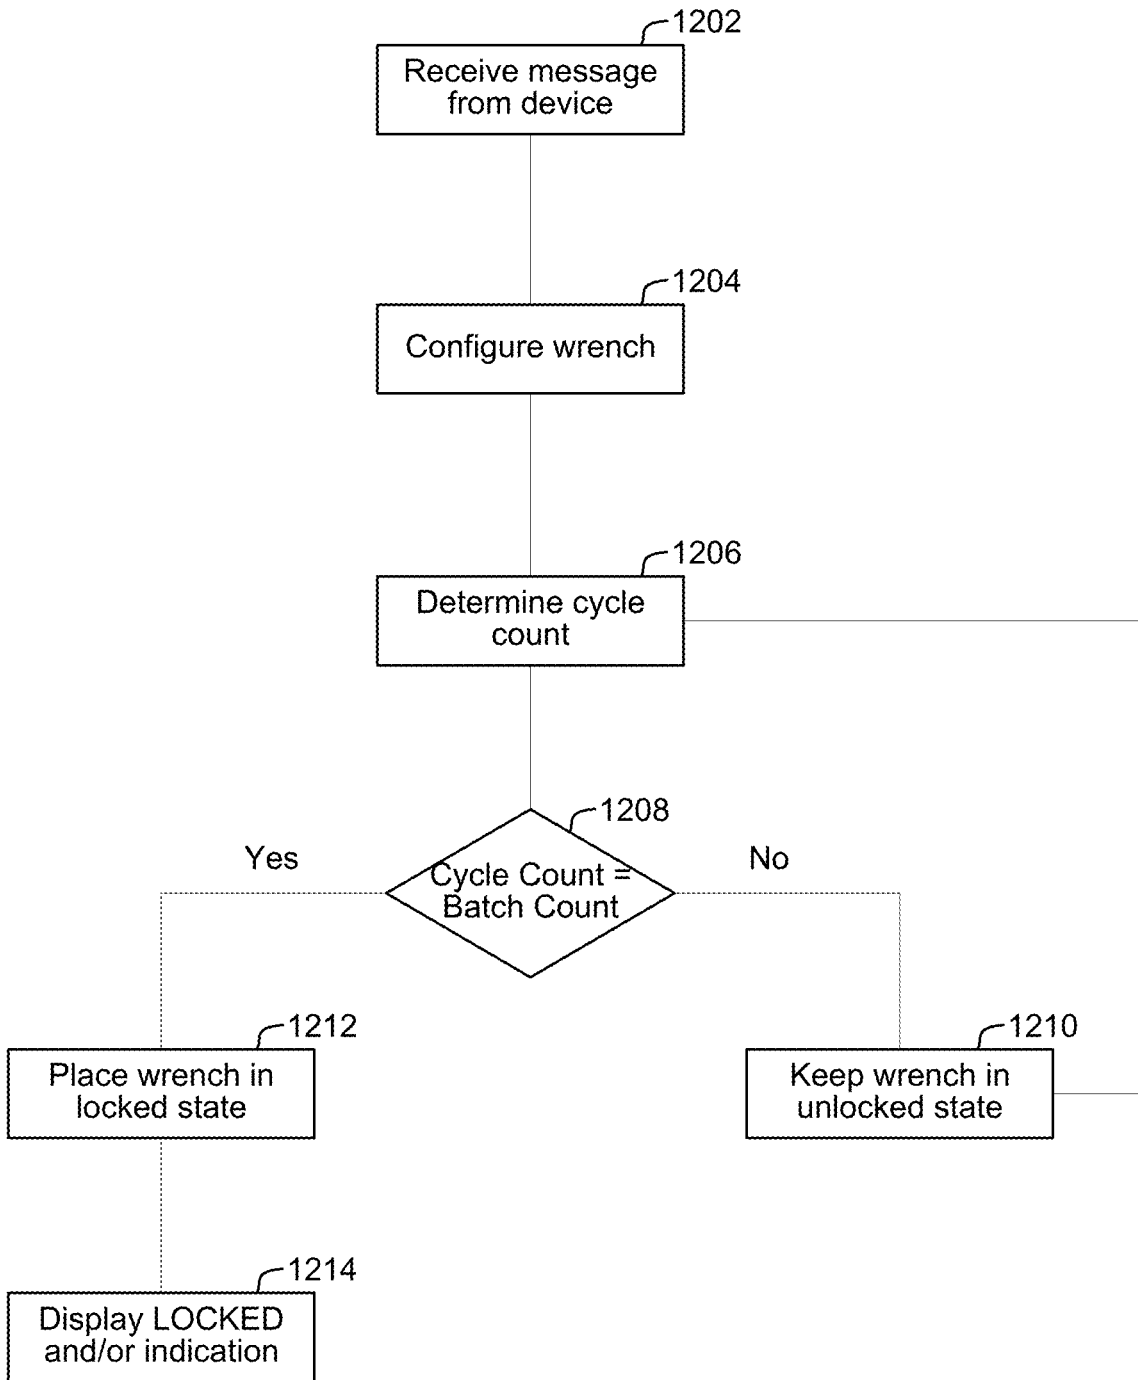 1202
Receive message
from device
1204
Configure wrench
1206
Determine cycle
count
1208
Yes
Cycle Count =
Batch Count
No
1212
Place wrench in
locked state
1210
Keep wrench in
unlocked state
1214
Display LOCKED
and/or indication